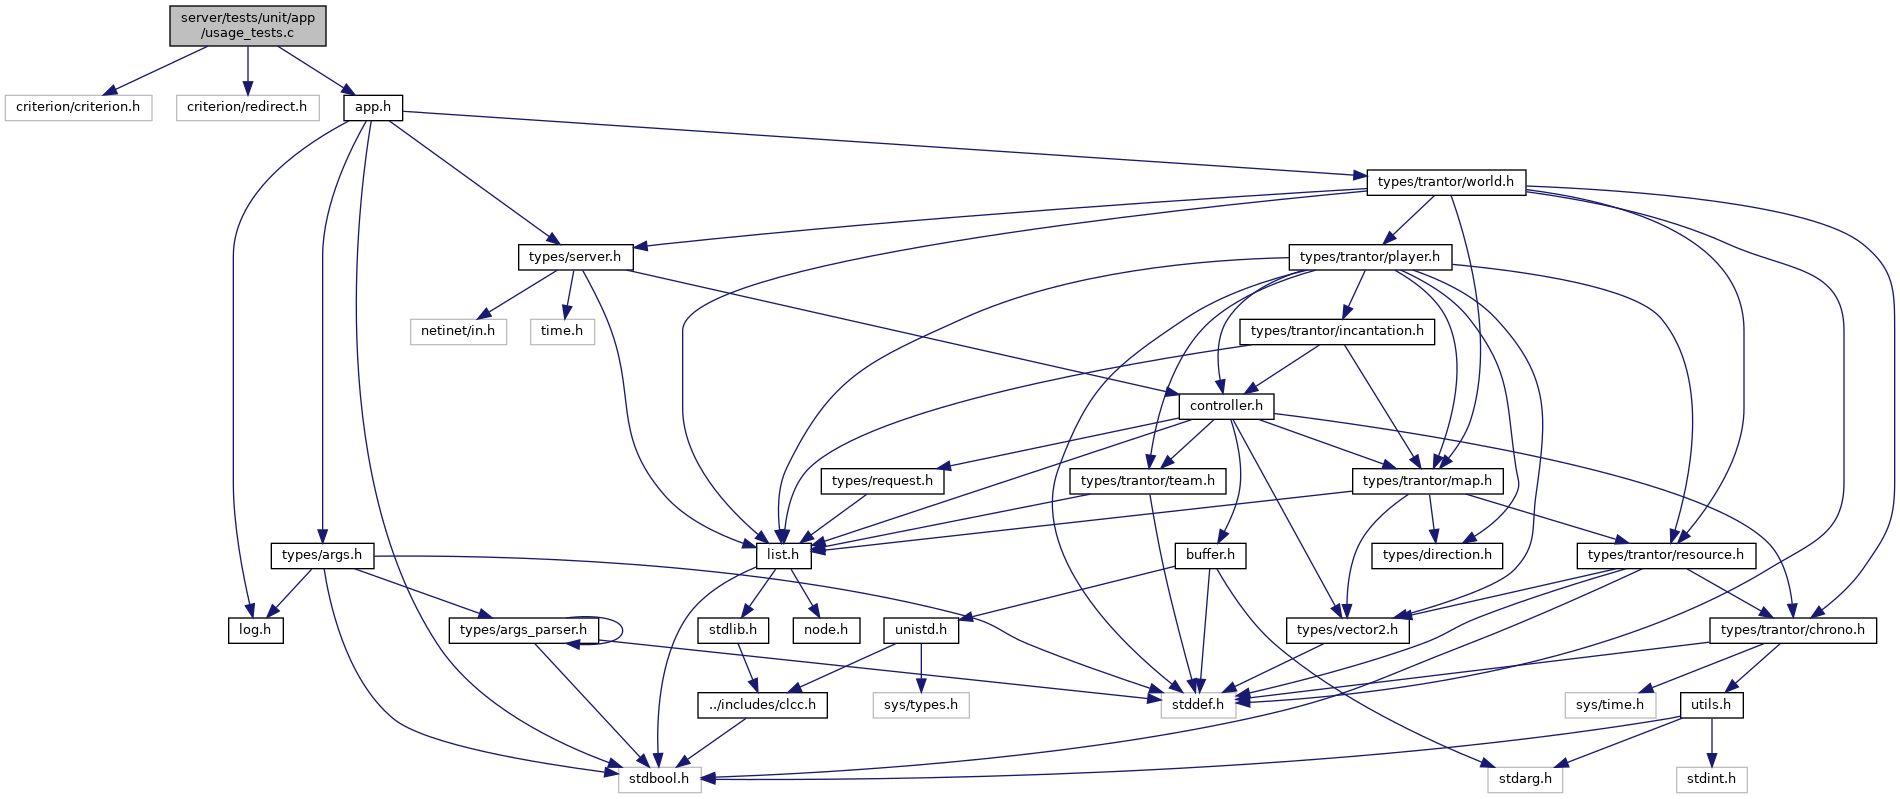 server/tests/unit/app
/usage_tests.c
criterion/criterion.h
criterion/redirect.h
app.h
types/trantor/world.h
types/server.h
types/trantor/player.h
netinet/in.h
time.h
types/trantor/incantation.h
controller.h
types/request.h
types/trantor/team.h
types/trantor/map.h
types/args.h
list.h
buffer.h
types/direction.h
types/trantor/resource.h
log.h
types/args_parser.h
stdlib.h
node.h
unistd.h
types/vector2.h
types/trantor/chrono.h
../includes/clcc.h
sys/types.h
stddef.h
sys/time.h
utils.h
stdbool.h
stdarg.h
stdint.h